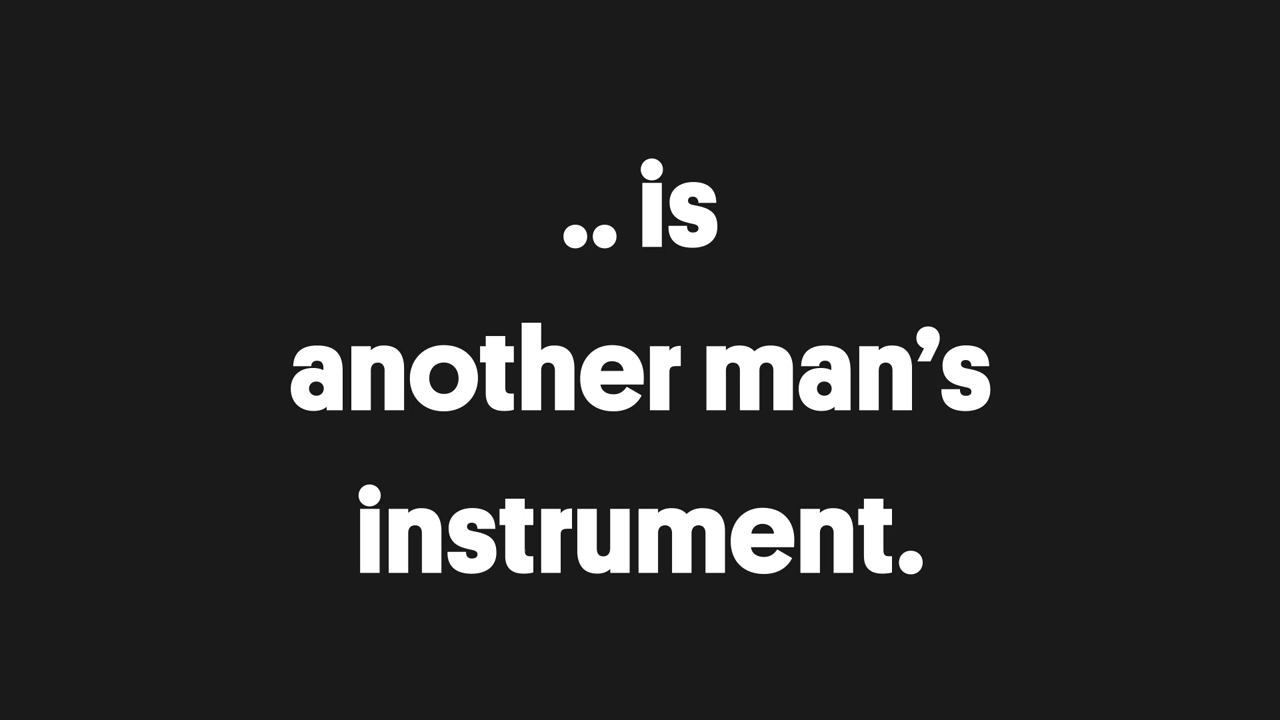 .. is
another man’s
instrument.